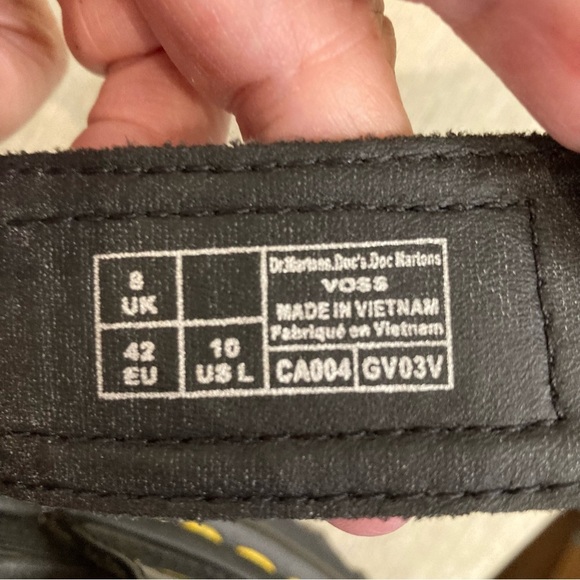 8
UK
42
EU
10
US L
Dr.Martens.Doc's.Doc Martens
VOSS
MADE IN VIETNAM
Fabriqué en Vietnam
CA004
GV03V